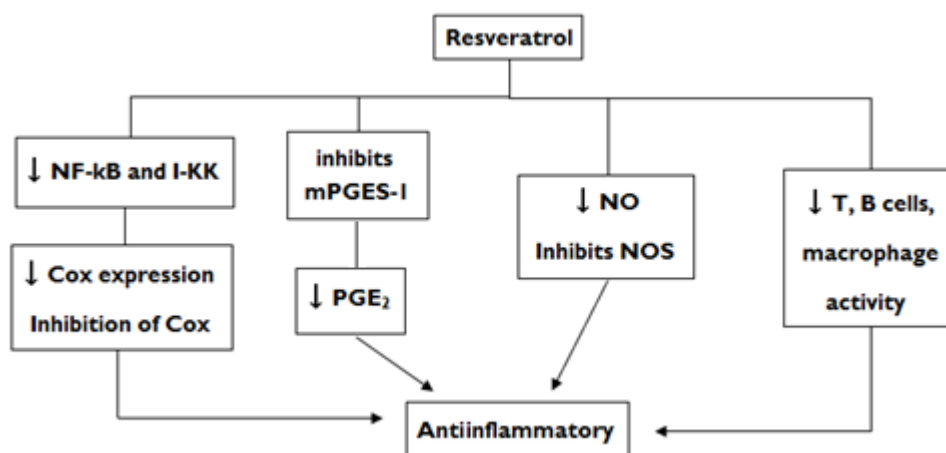 Resveratrol
↓ NF-kB and I-KK
↓ Cox expression
Inhibition of Cox
inhibits
mPGES-1
↓ PGE₂
↓ NO
Inhibits NOS
↓ T, B cells,
macrophage
activity
Antiinflammatory